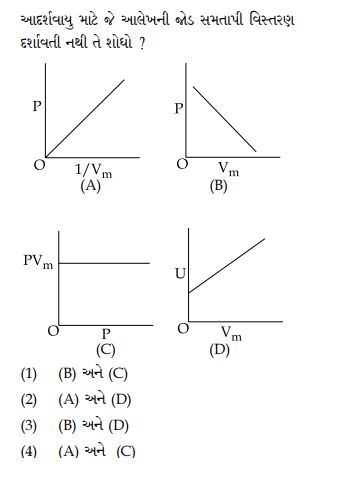 આદર્શવાયુ માટે જે આલેખની જોડ સમતાપી વિસ્તરણ
દર્શાવતી નથી તે શોધો ?
P
O
1/Vm
(A)
P
O
Vm
(B)
PVm
O
P
(C)
U
O
Vm
(D)
(1) (B) અને (C)
(2) (A) અને (D)
(3) (B) અને (D)
(4) (A) અને (C)